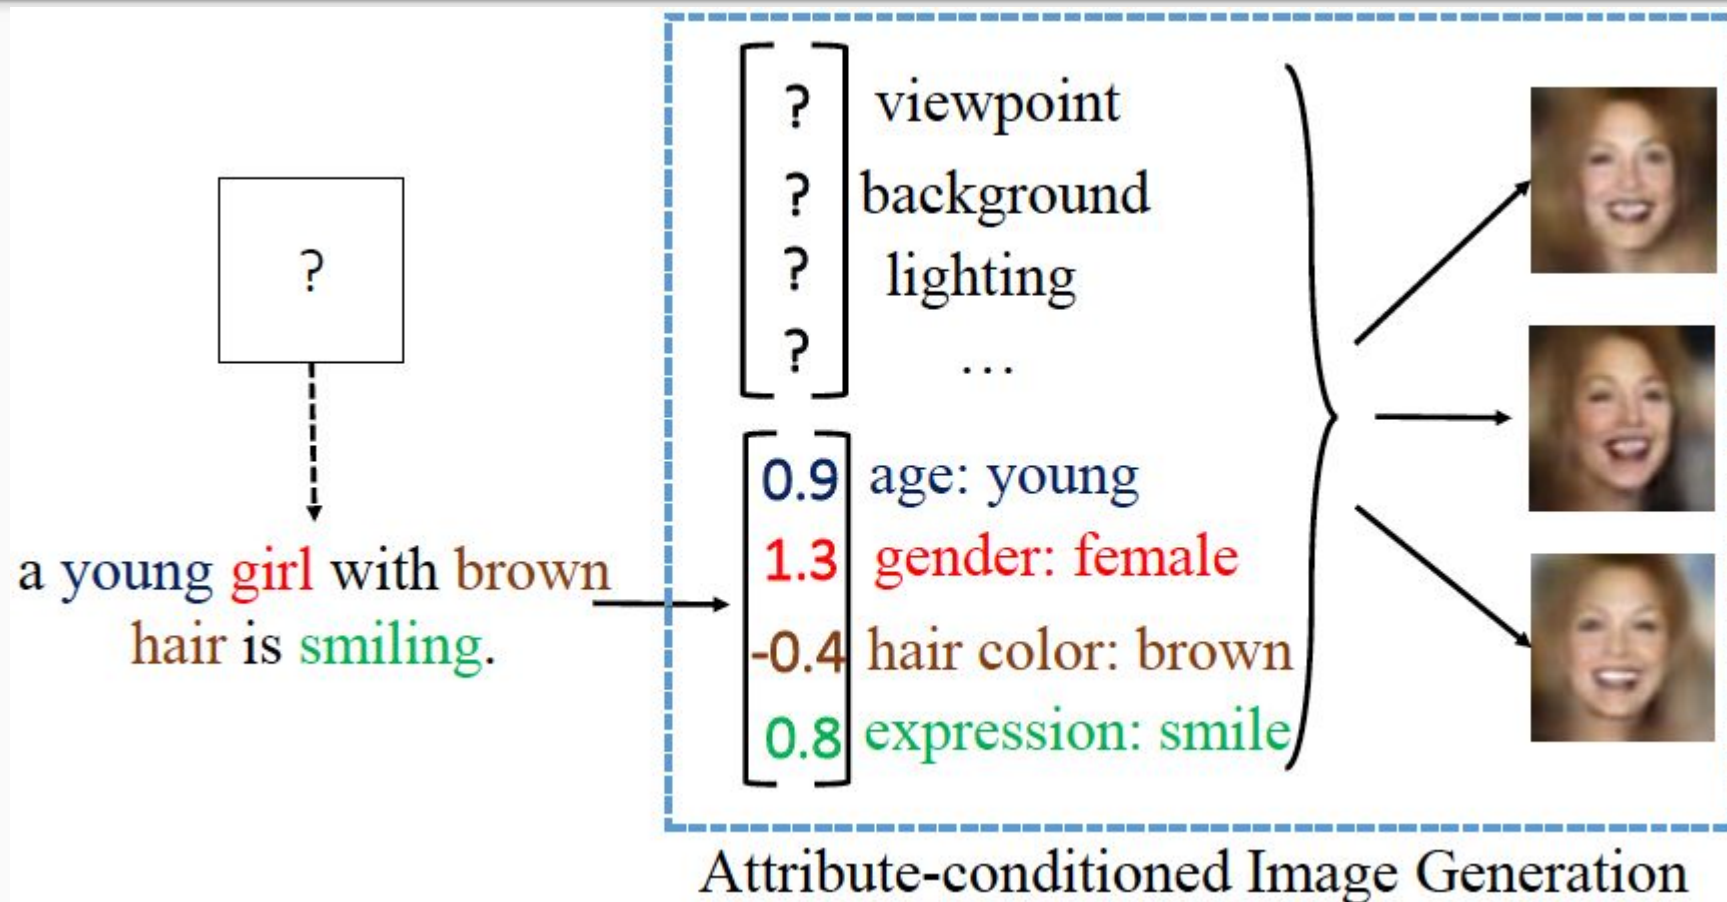 ?
a young girl with brown
hair is smiling.
? viewpoint
? background
? lighting
? ...
0.9 age: young
1.3 gender: female
-0.4 hair color: brown
0.8 expression: smile
Attribute-conditioned Image Generation